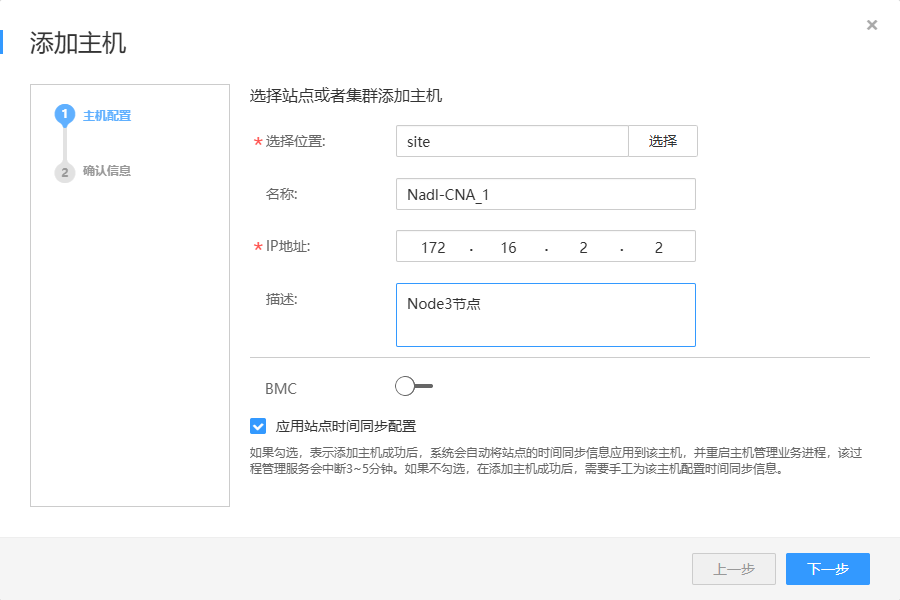 添加主机
1 主机配置
2 确认信息
选择站点或者集群添加主机
* 选择位置: site 选择
名称: Nadl-CNA_1
* IP地址: 172 . 16 . 2 . 2
描述: Node3节点
BMC
应用站点时间同步配置
如果勾选，表示添加主机成功后，系统会自动将站点的时间同步信息应用到该主机，并重启主机管理业务进程，该过
程管理服务会中断3~5分钟。如果不勾选，在添加主机成功后，需要手工为该主机配置时间同步信息。
上一步 下一步